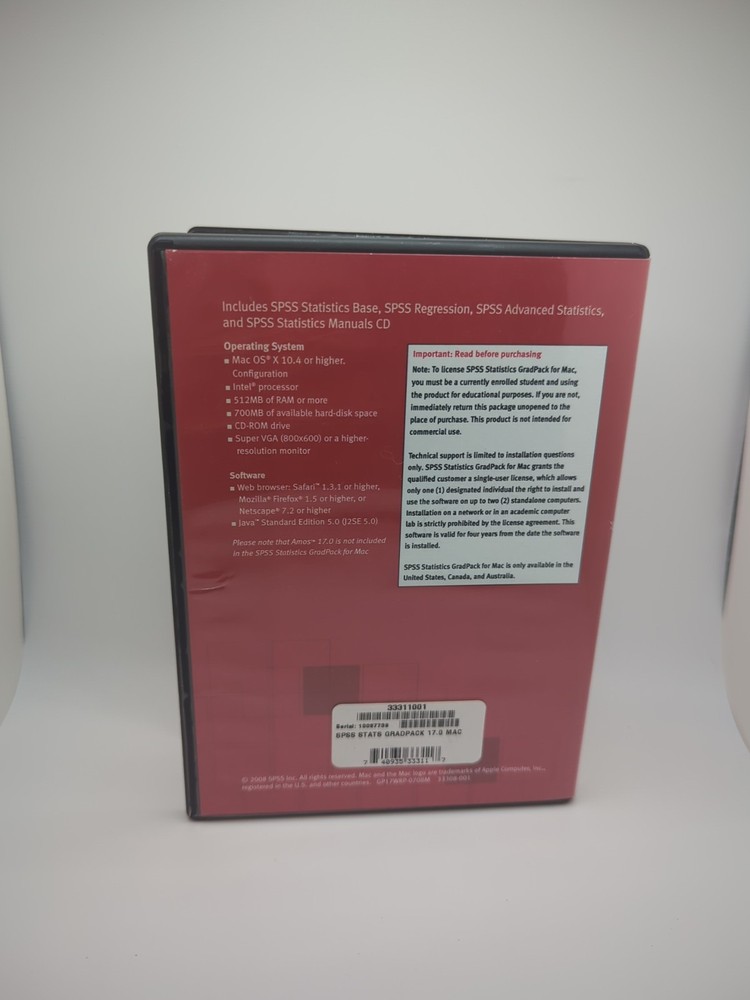 Includes SPSS Statistics Base, SPSS Regression, SPSS Advanced Statistics,
and SPSS Statistics Manuals CD
Operating System
■ Mac OS® X 10.4 or higher.
Configuration
■ Intel® processor
■ 512MB of RAM or more
■ 700MB of available hard-disk space
■ CD-ROM drive
■ Super VGA (800x600) or a higher-
resolution monitor
Software
■ Web browser: Safari™ 1.3.1 or higher,
Mozilla® Firefox® 1.5 or higher, or
Netscape® 7.2 or higher
■ Java™ Standard Edition 5.0 (J2SE 5.0)
Please note that Amos™ 17.0 is not included
in the SPSS Statistics GradPack for Mac
Important: Read before purchasing
Note: To license SPSS Statistics GradPack for Mac,
you must be a currently enrolled student and using
the product for educational purposes. If you are not,
immediately return this package unopened to the
place of purchase. This product is not intended for
commercial use.
Technical support is limited to installation questions
only. SPSS Statistics GradPack for Mac grants the
qualified customer a single-user license, which allows
only one (1) designated individual the right to install and
use the software on up to two (2) standalone computers.
Installation on a network or in an academic computer
lab is strictly prohibited by the license agreement. This
software is valid for four years from the date the software
is installed.
SPSS Statistics GradPack for Mac is only available in the
United States, Canada, and Australia.
33311001
Serial:
SPSS STATS GRADPACK 17.0 MAC
7 48935 33311 7
© 2008 SPSS Inc. All rights reserved. Mac and the Mac logo are trademarks of Apple Computer, Inc.,
registered in the U.S. and other countries.